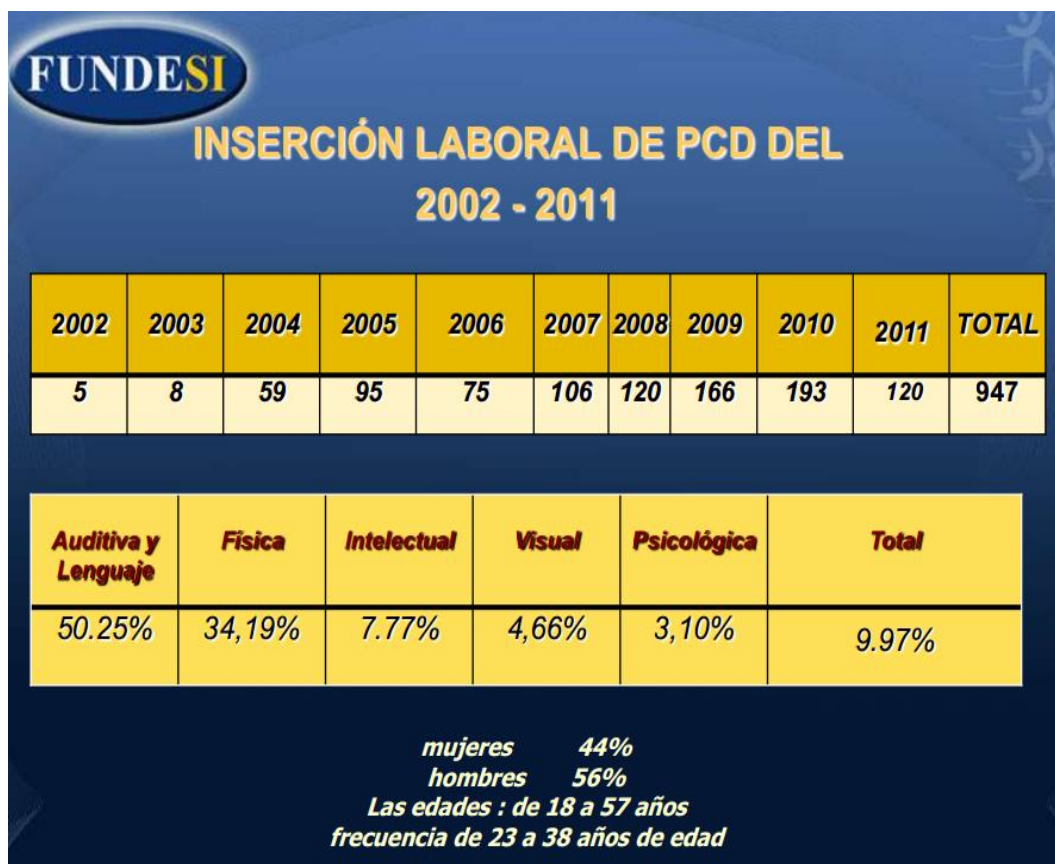 FUNDESI
INSERCIÓN LABORAL DE PCD DEL
2002 - 2011
2002 2003 2004 2005 2006 2007 2008 2009 2010 2011 TOTAL
5 8 59 95 75 106 120 166 193 120 947
Auditiva y Lenguaje Física Intelectual Visual Psicológica Total
50.25% 34,19% 7.77% 4,66% 3,10% 9.97%
mujeres 44%
hombres 56%
Las edades : de 18 a 57 años
frecuencia de 23 a 38 años de edad